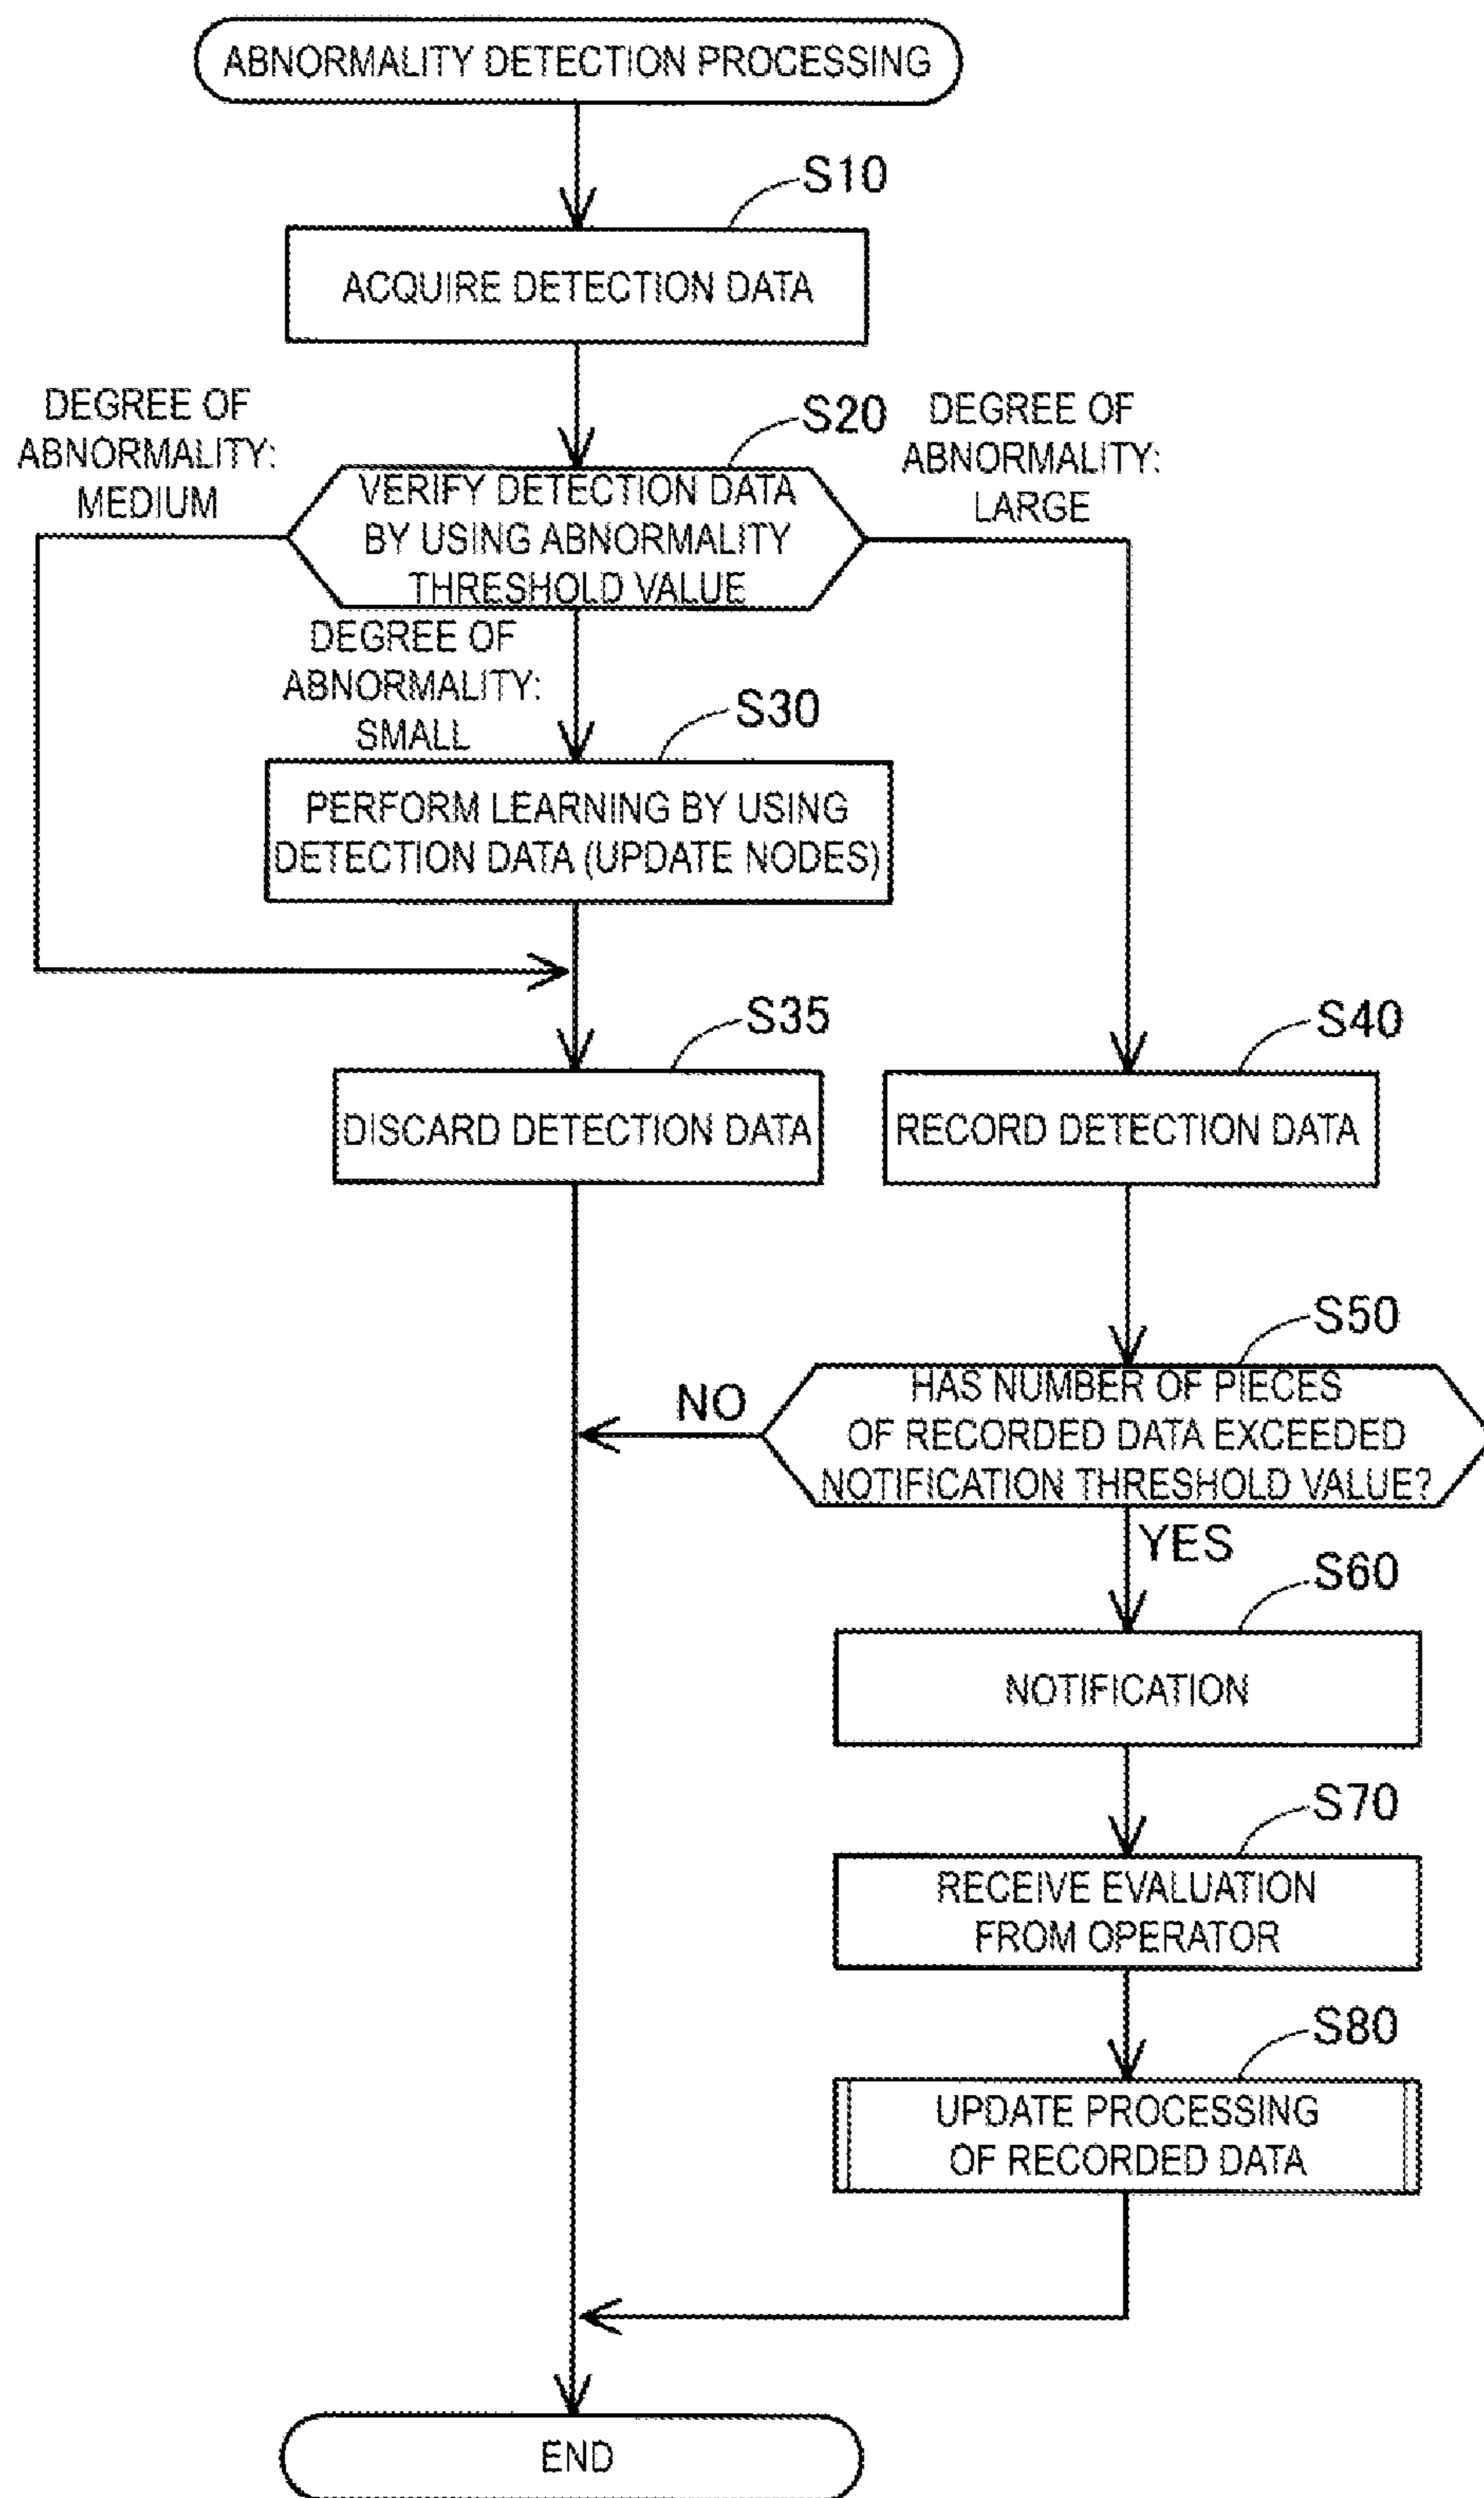 ABNORMALITY DETECTION PROCESSING
S10
ACQUIRE DETECTION DATA
DEGREE OF
ABNORMALITY:
MEDIUM
S20
DEGREE OF
ABNORMALITY:
LARGE
VERIFY DETECTION DATA
BY USING ABNORMALITY
THRESHOLD VALUE
DEGREE OF
ABNORMALITY:
SMALL
S30
PERFORM LEARNING BY USING
DETECTION DATA (UPDATE NODES)
S35
DISCARD DETECTION DATA
S40
RECORD DETECTION DATA
S50
HAS NUMBER OF PIECES
OF RECORDED DATA EXCEEDED
NOTIFICATION THRESHOLD VALUE?
NO
YES
S60
NOTIFICATION
S70
RECEIVE EVALUATION
FROM OPERATOR
S80
UPDATE PROCESSING
OF RECORDED DATA
END